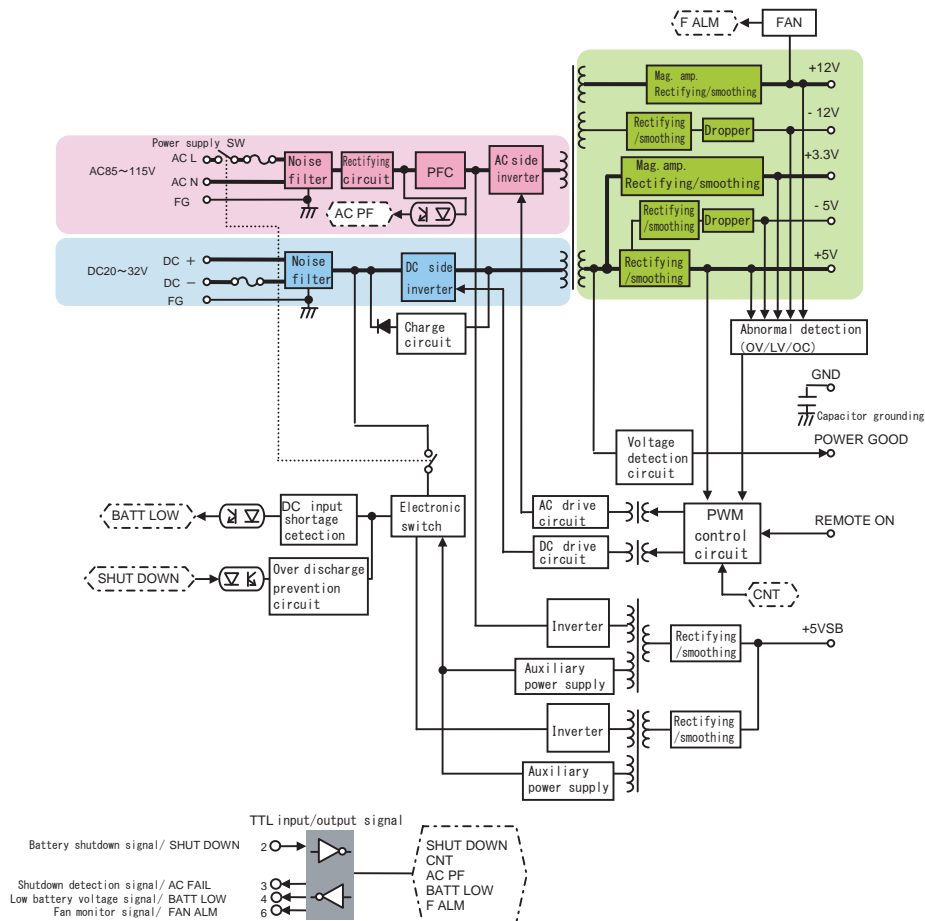 F ALM
FAN
+12V
Mag. amp.
Rectifying/smoothing
- 12V
Rectifying
/smoothing
Dropper
+3.3V
Mag. amp.
Rectifying/smoothing
- 5V
Rectifying
/smoothing
Dropper
+5V
Rectifying
/smoothing
Power supply SW
AC L
AC85～115V
AC N
FG
Noise
filter
Rectifying
circuit
PFC
AC side
inverter
AC PF
DC +
DC20～32V
DC －
FG
Noise
filter
DC side
inverter
Charge
circuit
Abnormal detection
(OV/LV/OC)
GND
Capacitor grounding
POWER GOOD
Voltage
detection
circuit
BATT LOW
DC input
shortage
cetection
Electronic
switch
AC drive
circuit
PWM
control
circuit
REMOTE ON
DC drive
circuit
SHUT DOWN
Over discharge
prevention
circuit
CNT
Inverter
Rectifying
/smoothing
+5VSB
Auxiliary
power supply
Inverter
Rectifying
/smoothing
Auxiliary
power supply
TTL input/output signal
Battery shutdown signal/ SHUT DOWN 2
Shutdown detection signal/ AC FAIL 3
Low battery voltage signal/ BATT LOW 4
Fan monitor signal/ FAN ALM 6
SHUT DOWN
CNT
AC PF
BATT LOW
F ALM